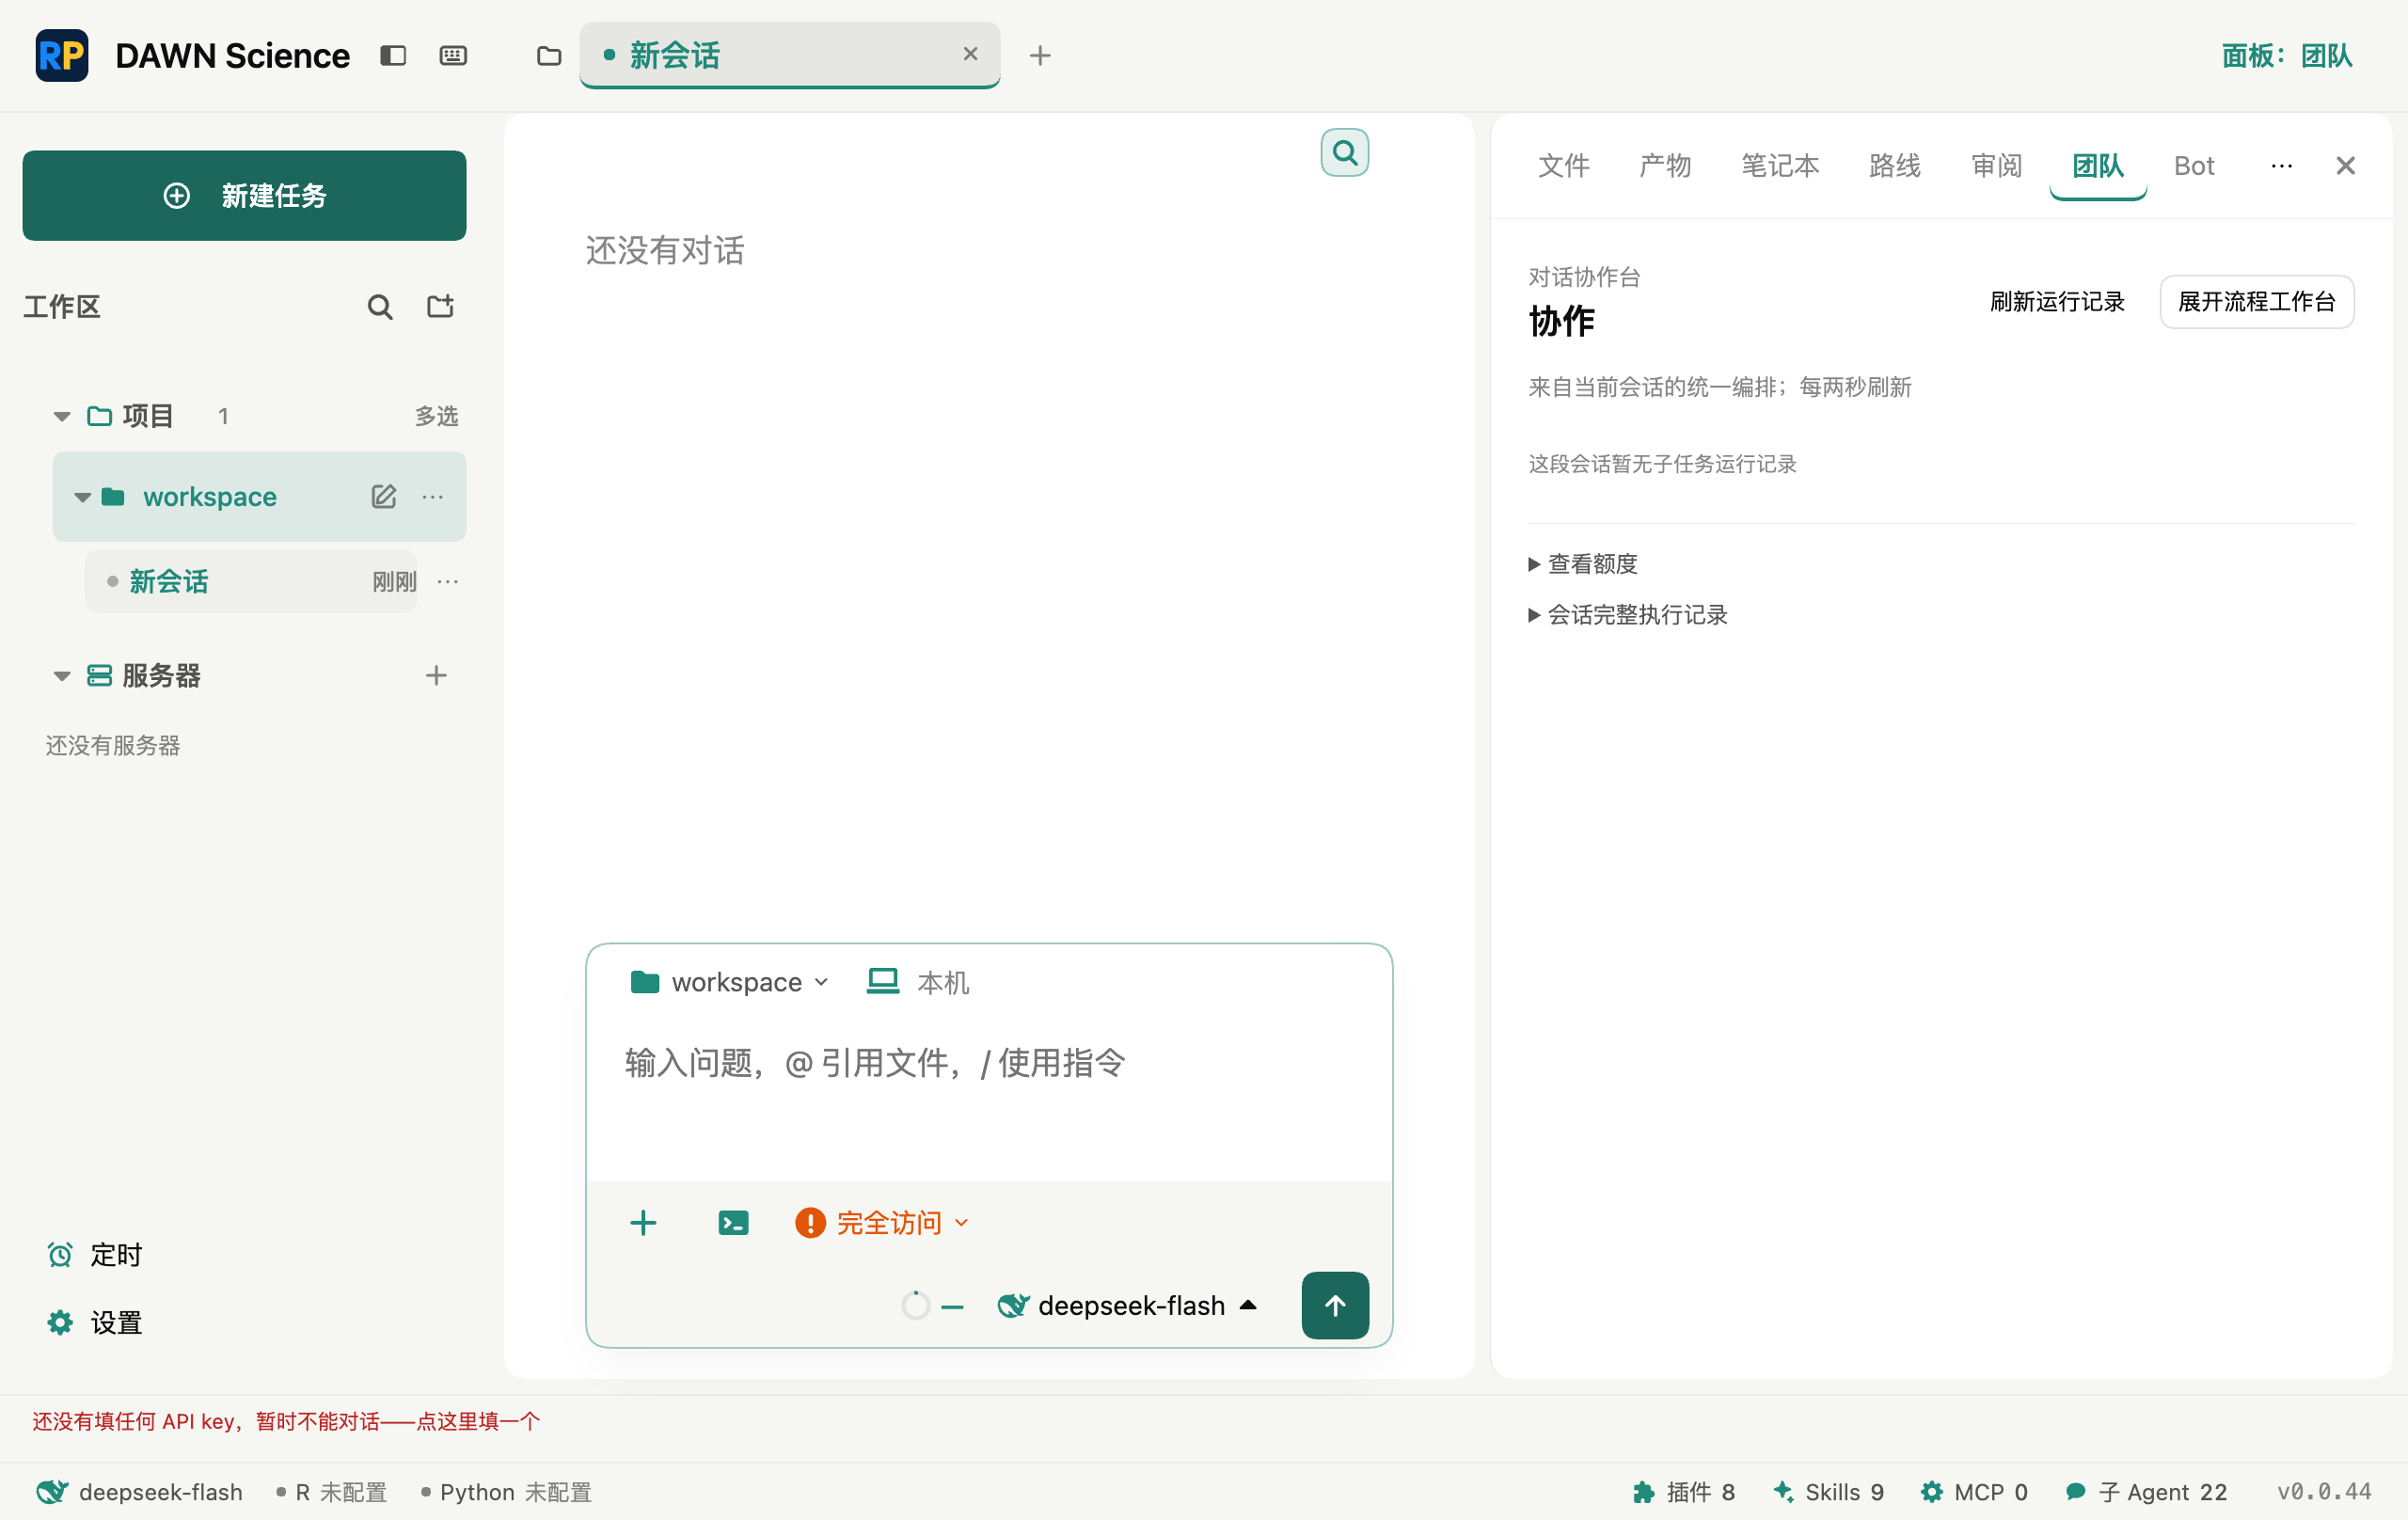 RP DAWN Science
新会话
面板：团队
新建任务
工作区
项目 1 多选
workspace
新会话 刚刚
服务器
还没有服务器
定时
设置
还没有对话
workspace 本机
输入问题，@ 引用文件，/ 使用指令
完全访问
deepseek-flash
文件 产物 笔记本 路线 审阅 团队 Bot
对话协作台
协作
刷新运行记录 展开流程工作台
来自当前会话的统一编排；每两秒刷新
这段会话暂无子任务运行记录
查看额度
会话完整执行记录
还没有填任何 API key，暂时不能对话——点这里填一个
deepseek-flash R 未配置 Python 未配置 插件 8 Skills 9 MCP 0 子 Agent 22 v0.0.44